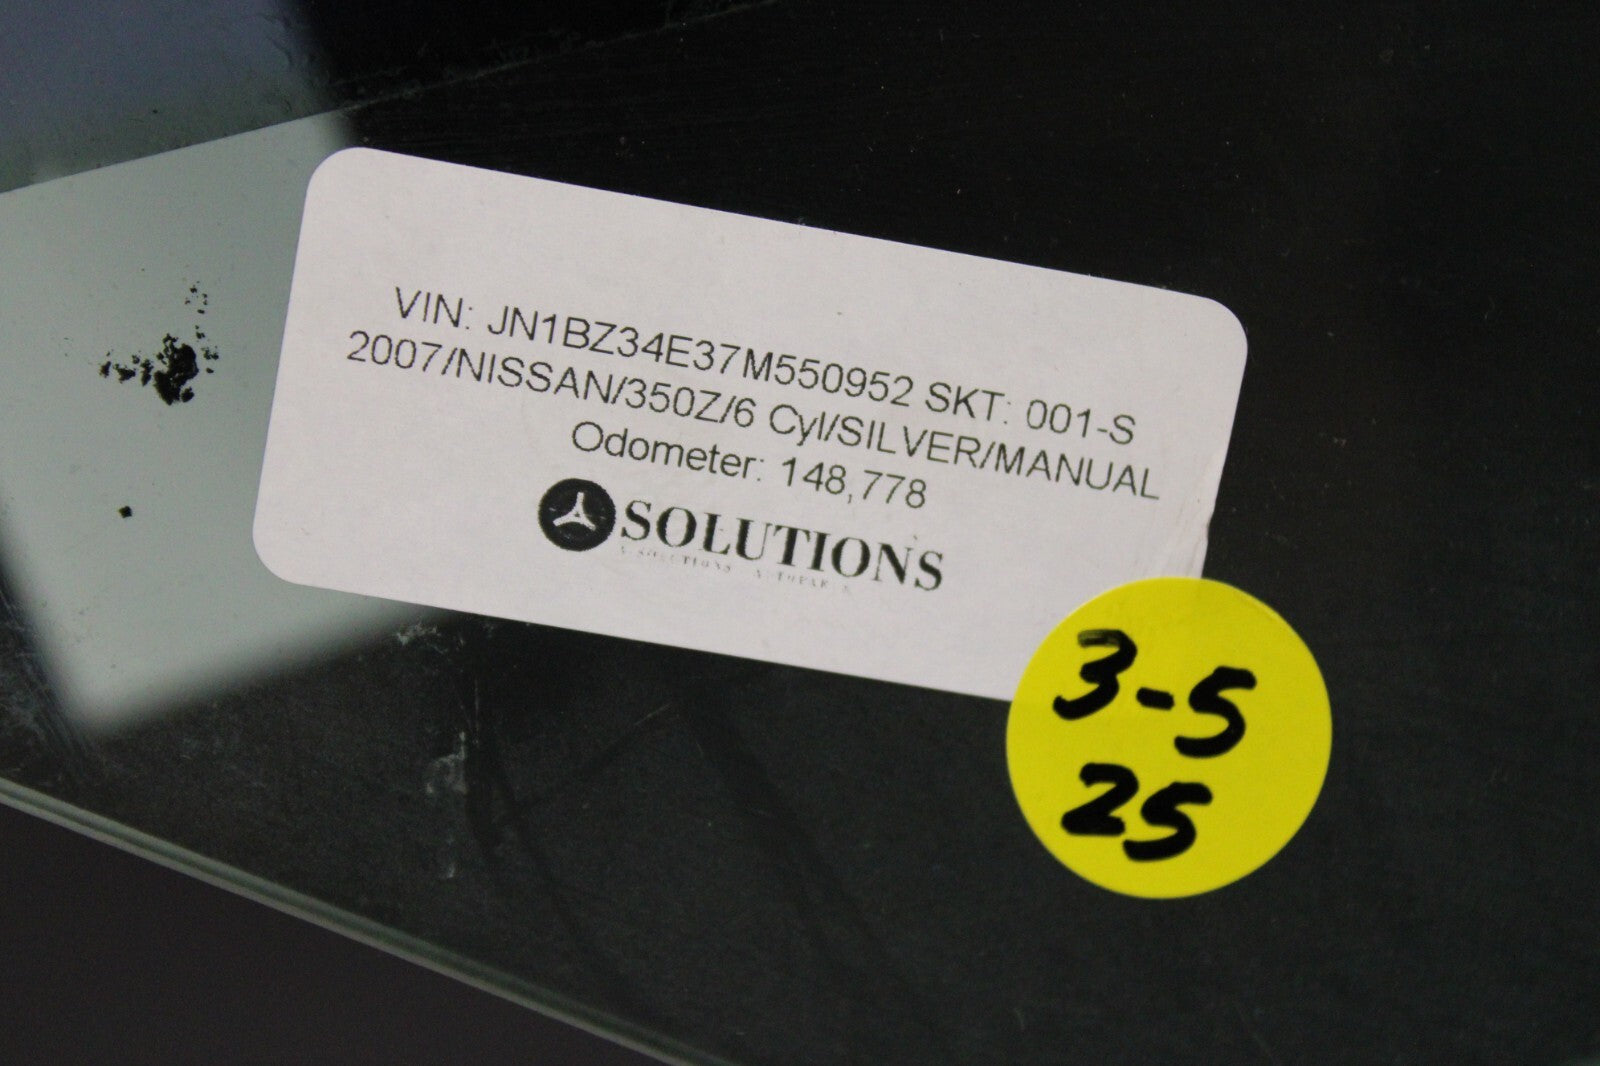 VIN: JN1BZ34E37M550952 SKT: 001-S
2007/NISSAN/350Z/6 Cyl/SILVER/MANUAL
Odometer: 148,778
SOLUTIONS
3-5
25